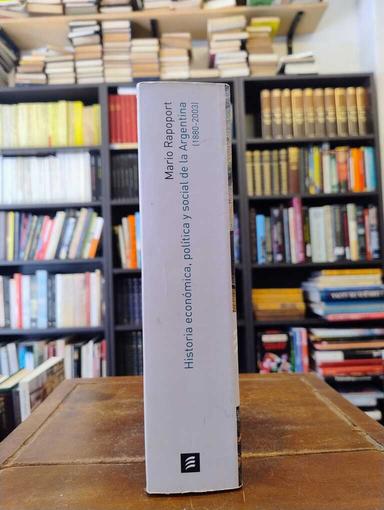 Mario Rapoport
Historia económica, política y social de la Argentina
(1880-2003)